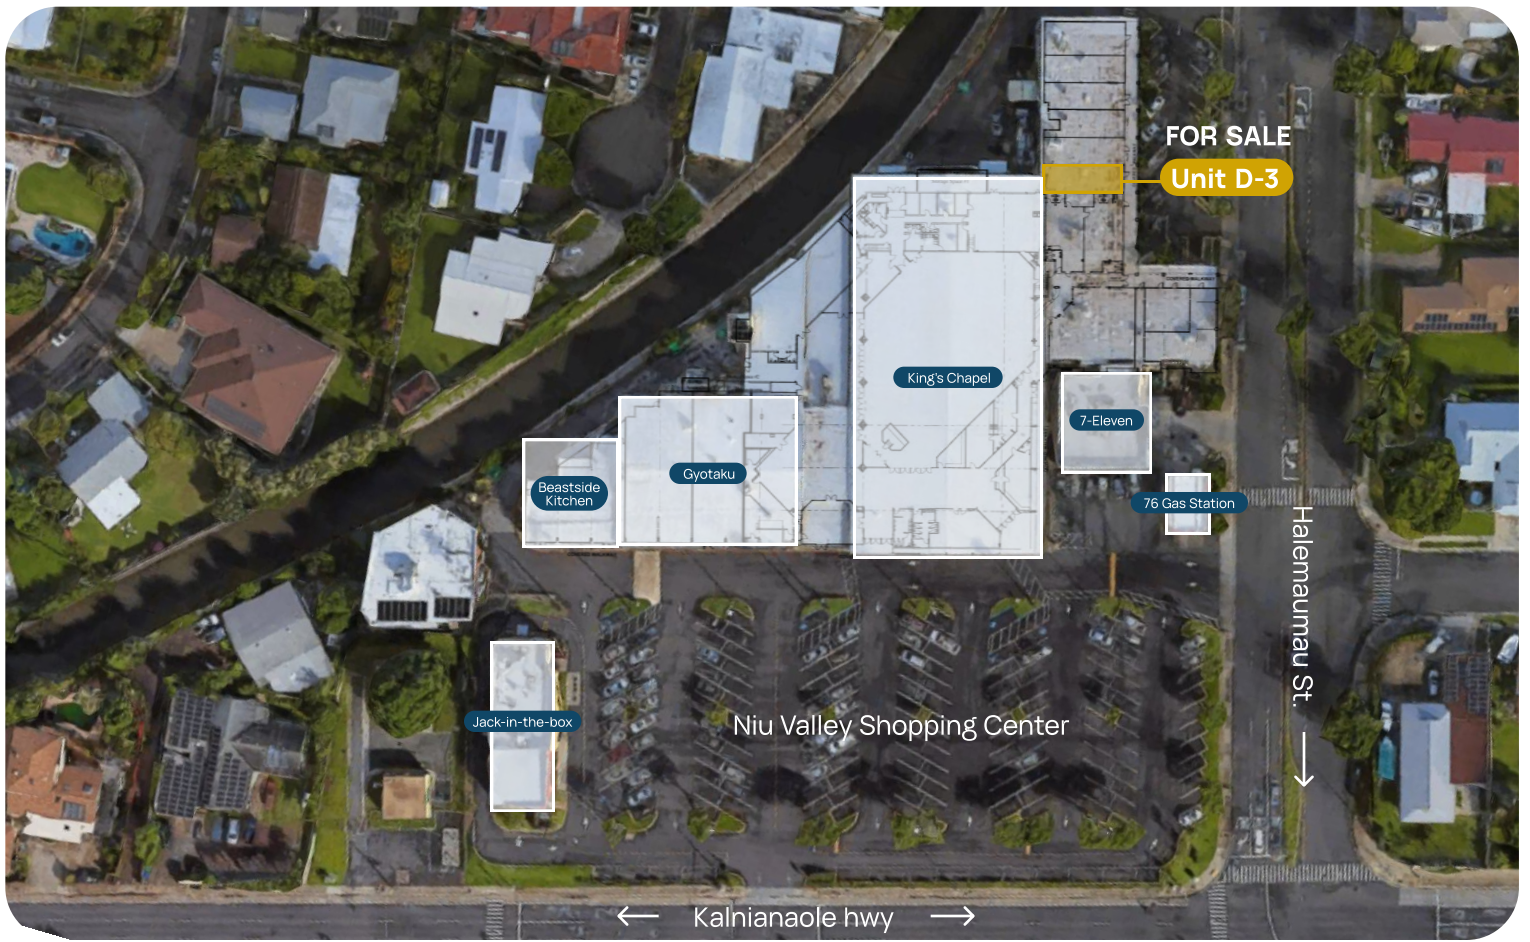 FOR SALE
Unit D-3
King's Chapel
7-Eleven
Gyotaku
Beastside
Kitchen
76 Gas Station
Halemaumau St.
Jack-in-the-box
Niu Valley Shopping Center
Kalnianaole hwy